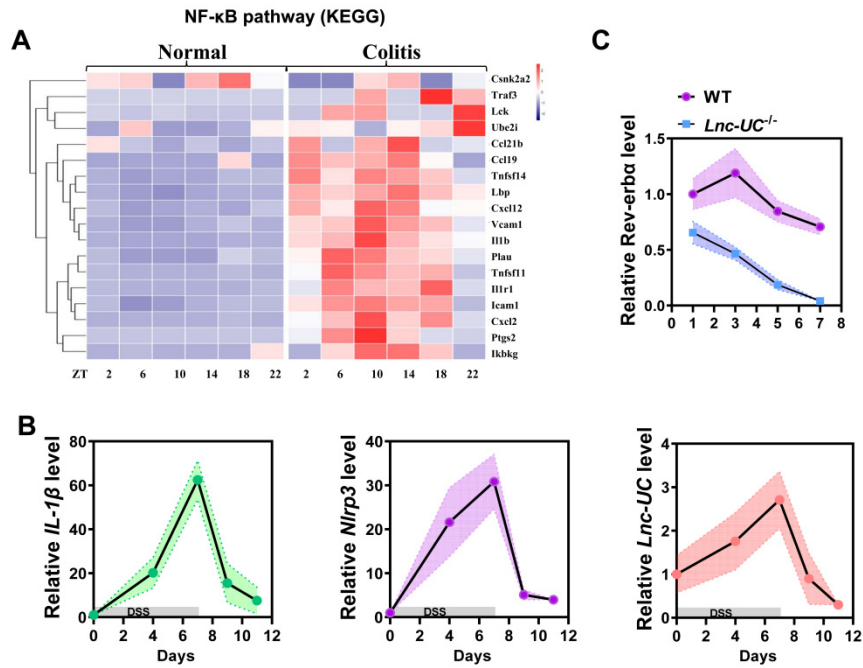 NF-κB pathway (KEGG)
A
Normal
Colitis
Csnk2a2
Traf3
Lck
Ube2i
Ccl21b
Ccl19
Tnfsf14
Lbp
Cxcl12
Vcam1
Il1b
Plau
Tnfsf11
Il1r1
Icam1
Cxcl2
Ptgs2
Ikbkg
ZT 2 6 10 14 18 22 2 6 10 14 18 22
C
WT
Lnc-UC-/-
Relative Rev-erbα level
1.5
1.0
0.5
0.0
0 1 2 3 4 5 6 7 8
B
Relative IL-1β level
80
60
40
20
0
DSS
0 2 4 6 8 10 12
Days
Relative Nlrp3 level
40
30
20
10
0
DSS
0 2 4 6 8 10 12
Days
Relative Lnc-UC level
4
3
2
1
0
DSS
0 2 4 6 8 10 12
Days